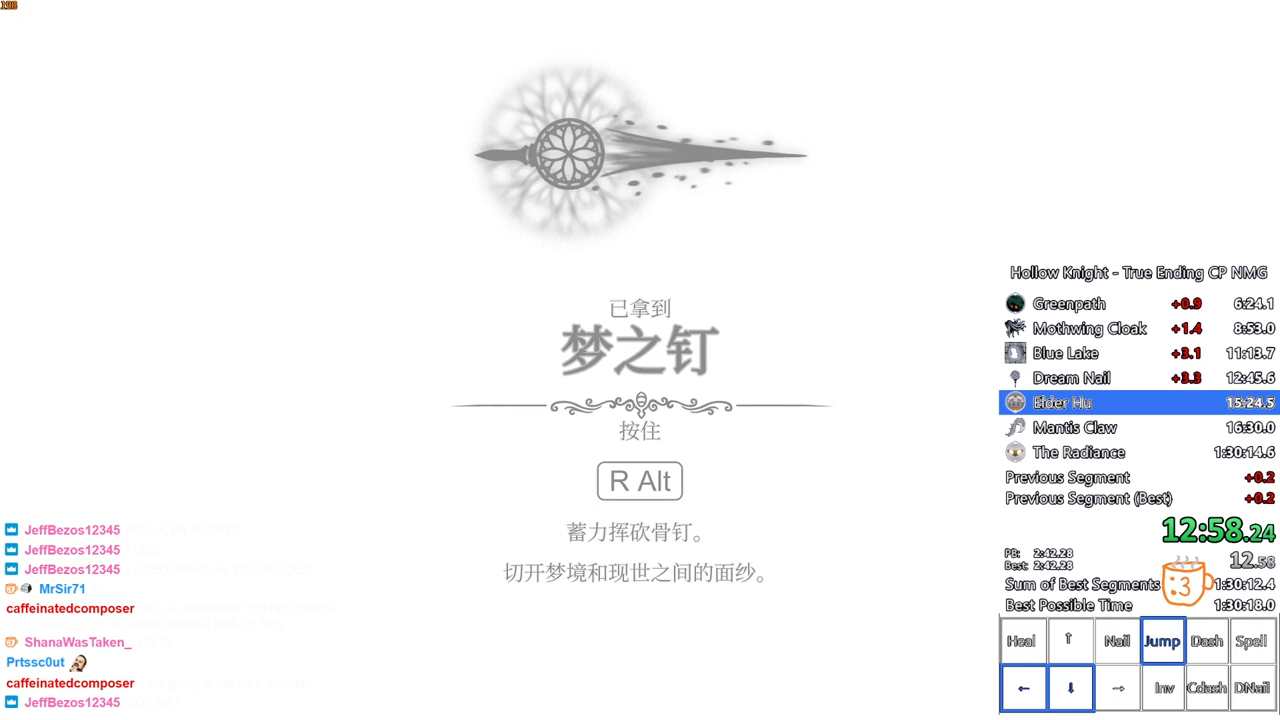 198
已拿到
梦之钉
按住
R Alt
蓄力挥砍骨钉。
切开梦境和现世之间的面纱。
Hollow Knight - True Ending CP NMG
Greenpath +0.9 6:24.1
Mothwing Cloak +1.4 8:53.0
Blue Lake +3.1 11:13.7
Dream Nail +3.3 12:45.6
Elder Hu 15:24.5
Mantis Claw 16:30.0
The Radiance 1:30:14.6
Previous Segment +0.2
Previous Segment (Best) +0.2
12:58.24
PB: 2:42.28 12.58
Best: 2:42.28
Sum of Best Segments 1:30:12.4
Best Possible Time 1:30:18.0
:3
Heal ↑ Nail Jump Dash Spell
← ↓ → Inv Cdash DNail
JeffBezos12345
JeffBezos12345
JeffBezos12345
MrSir71
caffeinatedcomposer
ShanaWasTaken_
Prtssc0ut
caffeinatedcomposer
JeffBezos12345